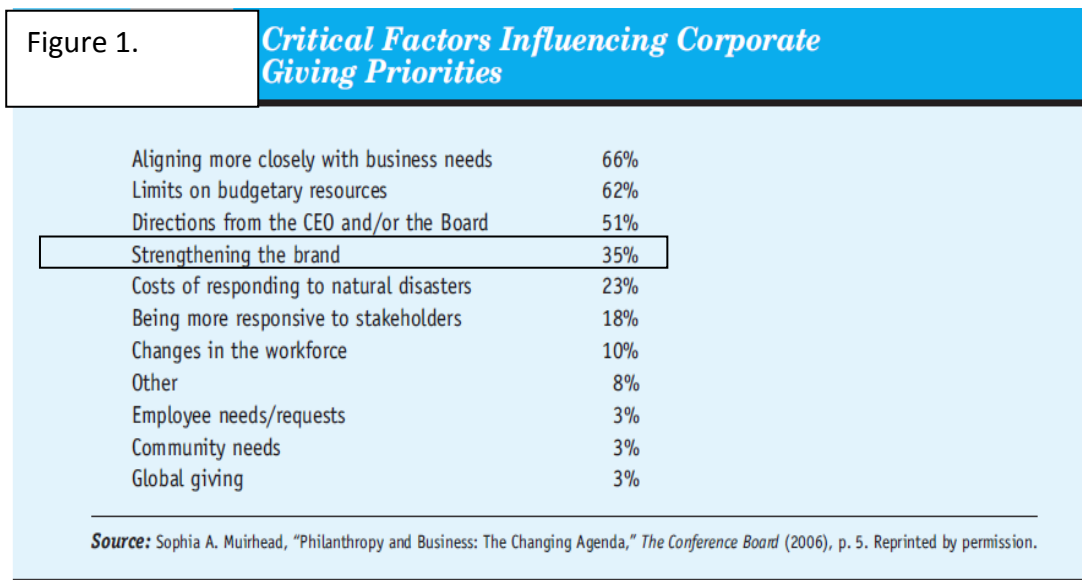 Figure 1.
Critical Factors Influencing Corporate
Giving Priorities
Aligning more closely with business needs 66%
Limits on budgetary resources 62%
Directions from the CEO and/or the Board 51%
Strengthening the brand 35%
Costs of responding to natural disasters 23%
Being more responsive to stakeholders 18%
Changes in the workforce 10%
Other 8%
Employee needs/requests 3%
Community needs 3%
Global giving 3%
Source: Sophia A. Muirhead, “Philanthropy and Business: The Changing Agenda,” The Conference Board (2006), p. 5. Reprinted by permission.